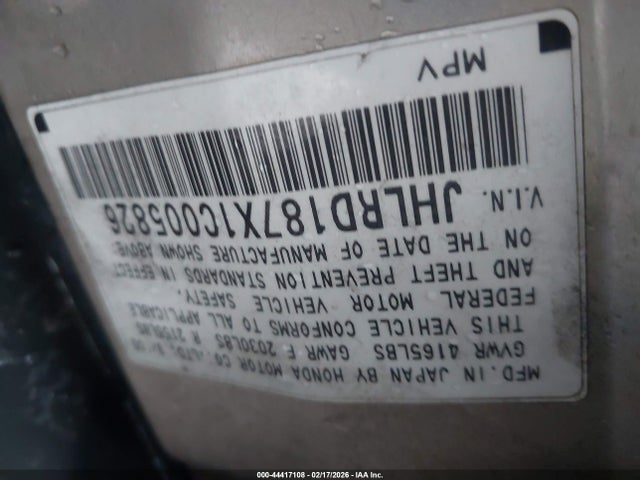 MFD. IN JAPAN BY HONDA MOTOR CO.,LTD.
GVWR 4165LBS GAWR F 2030LBS R 2150LBS
THIS VEHICLE CONFORMS TO ALL APPLICABLE
FEDERAL MOTOR VEHICLE SAFETY,
AND THEFT PREVENTION STANDARDS IN EFFECT
ON THE DATE OF MANUFACTURE SHOWN ABOVE.
V.I.N. JHLRD187X1C005826
MPV
000-44417108 - 02/17/2026 - IAA Inc.